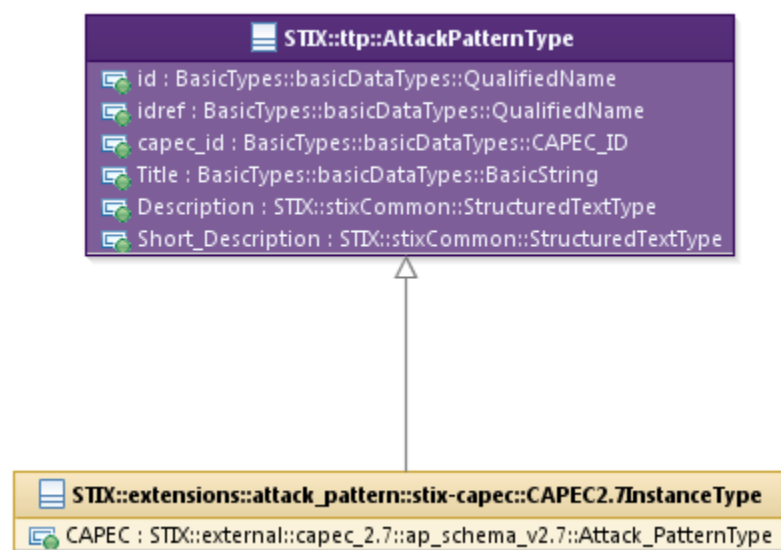 STIX::ttp::AttackPatternType
id : BasicTypes::basicDataTypes::QualifiedName
idref : BasicTypes::basicDataTypes::QualifiedName
capec_id : BasicTypes::basicDataTypes::CAPEC_ID
Title : BasicTypes::basicDataTypes::BasicString
Description : STIX::stixCommon::StructuredTextType
Short_Description : STIX::stixCommon::StructuredTextType
STIX::extensions::attack_pattern::stix-capec::CAPEC2.7InstanceType
CAPEC : STIX::external::capec_2.7::ap_schema_v2.7::Attack_PatternType